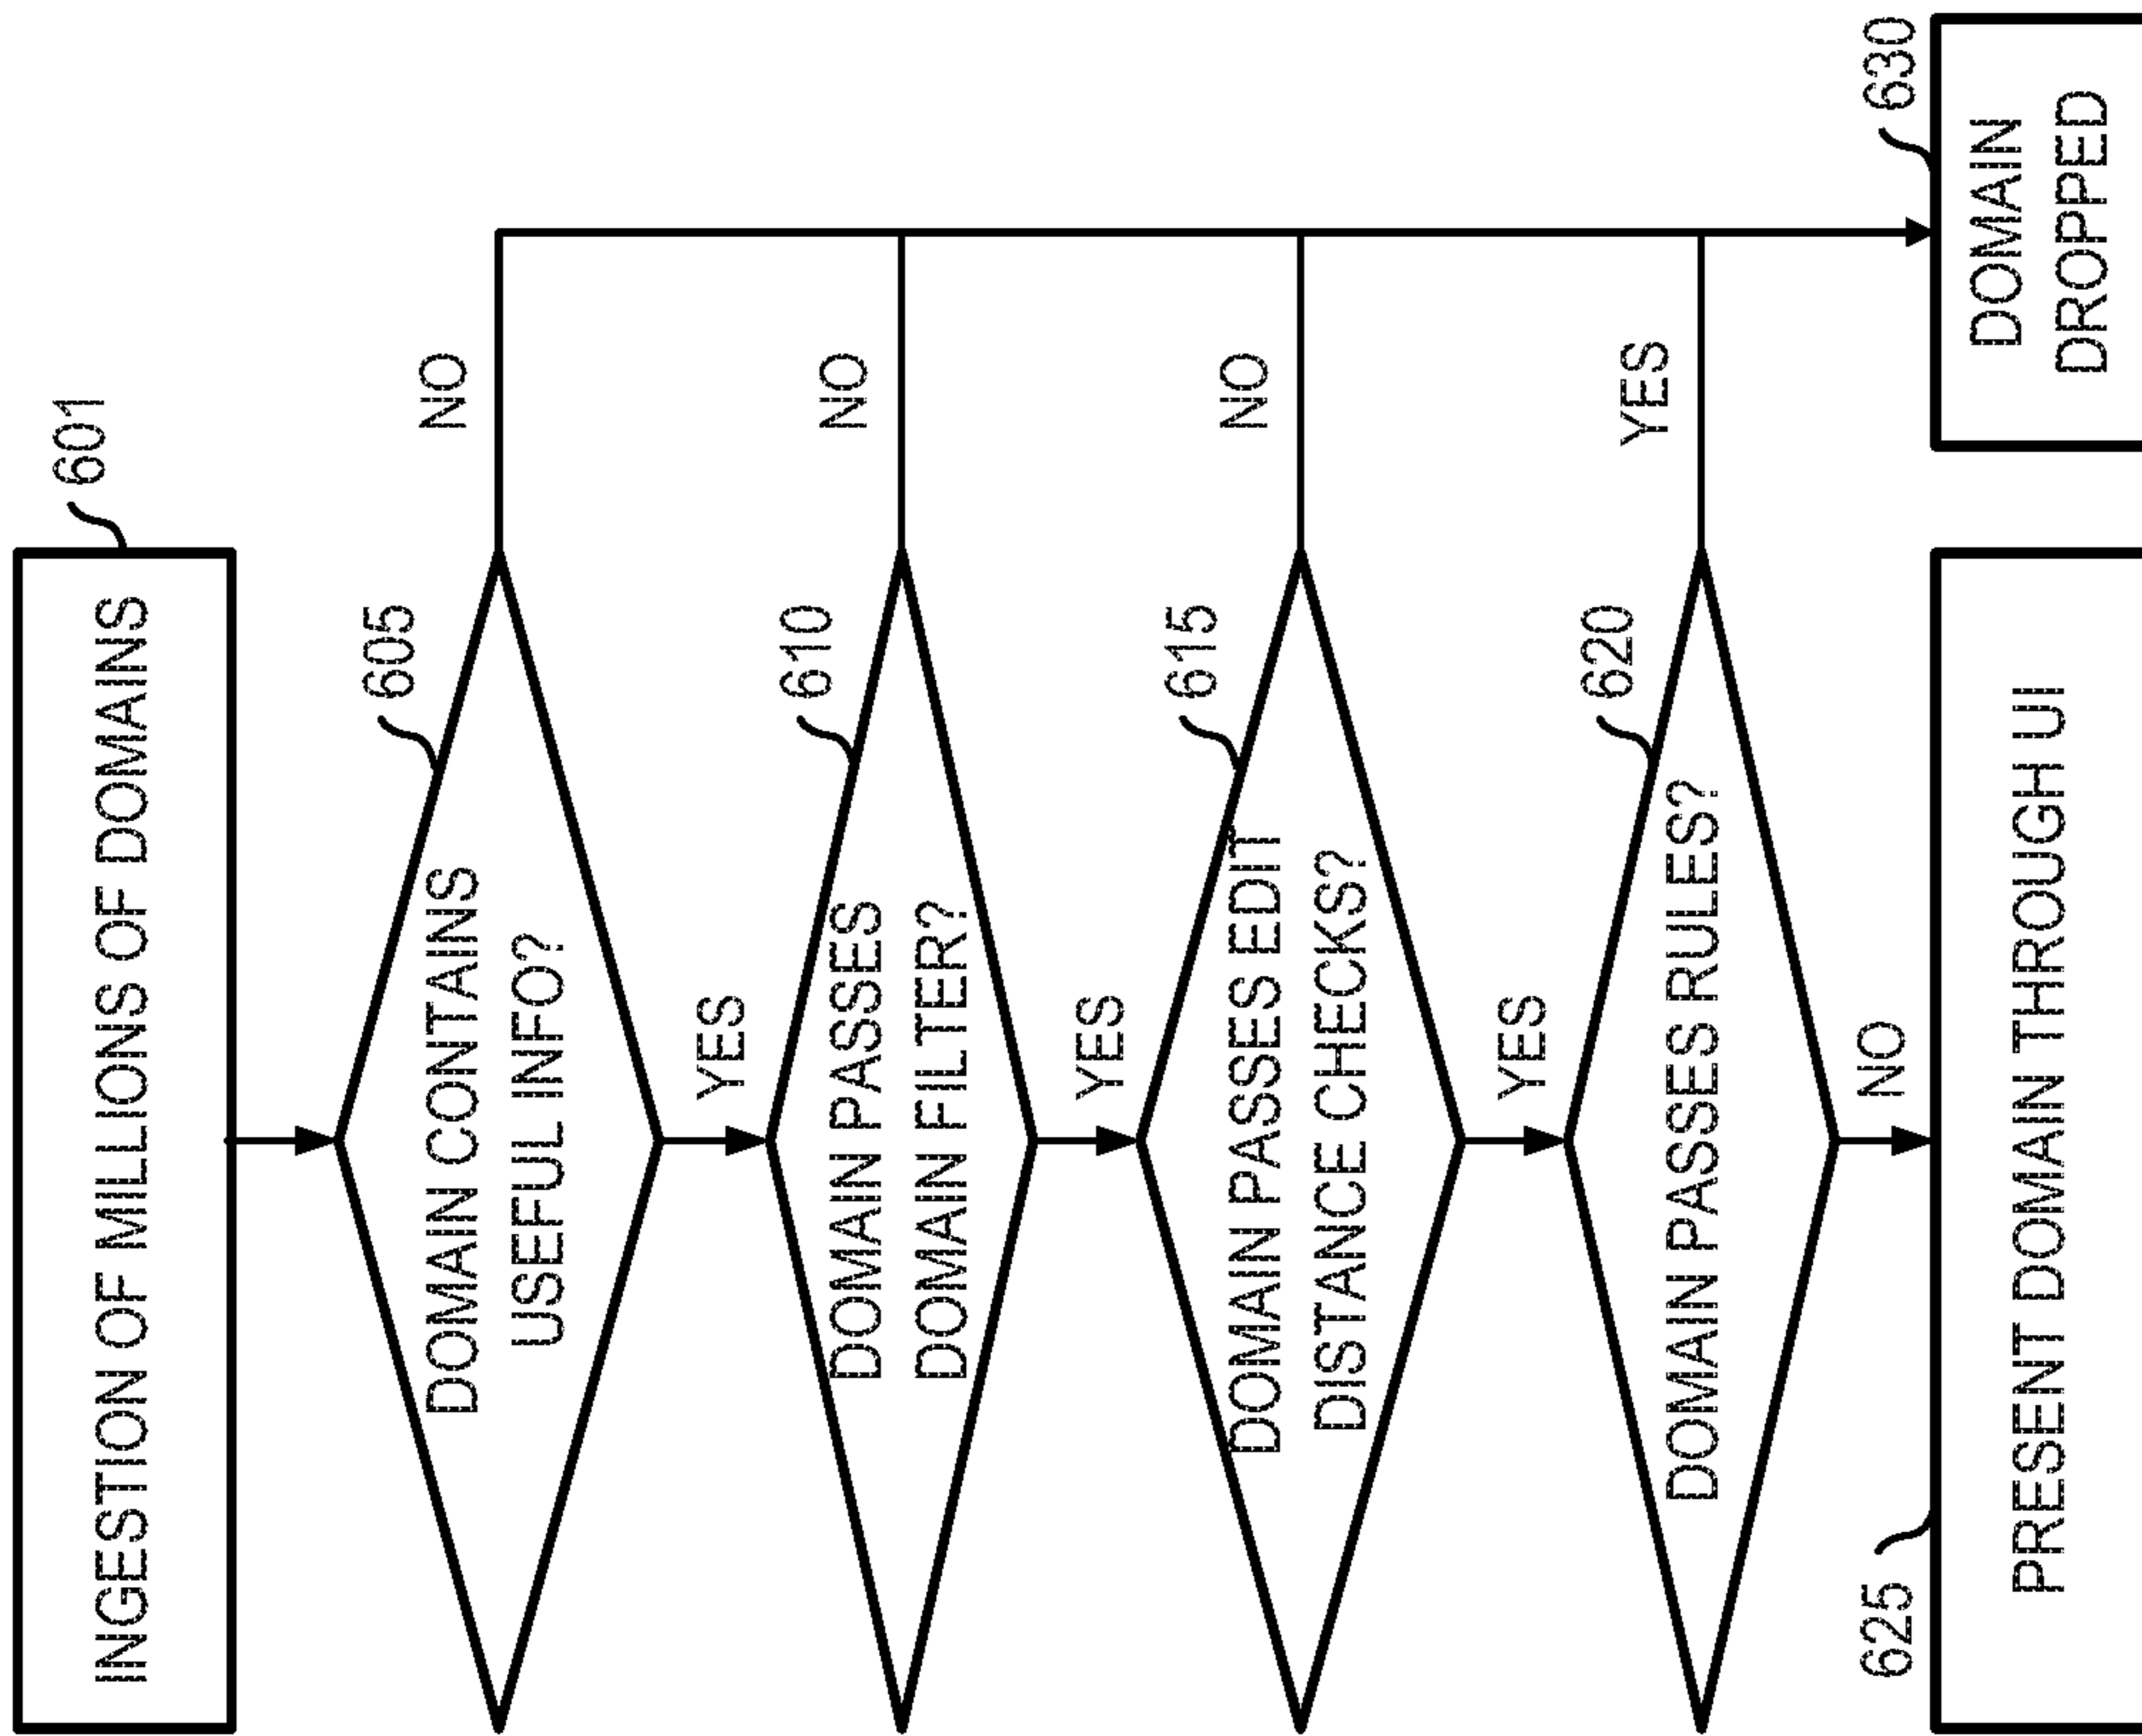 INGESTION OF MILLIONS OF DOMAINS
601
DOMAIN CONTAINS
USEFUL INFO?
605
NO
YES
DOMAIN PASSES
DOMAIN FILTER?
610
NO
YES
DOMAIN PASSES EDIT
DISTANCE CHECKS?
615
NO
YES
DOMAIN PASSES RULES?
620
YES
NO
625
PRESENT DOMAIN THROUGH UI
630
DOMAIN
DROPPED